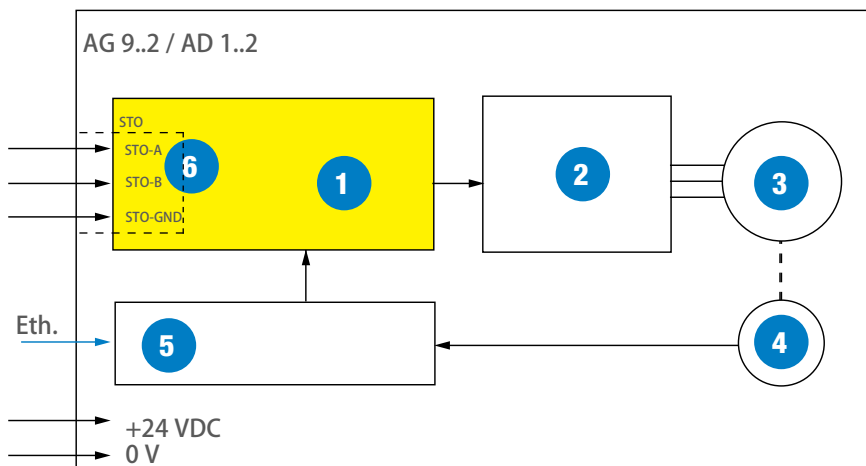 AG 9..2 / AD 1..2
STO
STO-A
6
STO-B
1
2
3
STO-GND
Eth.
5
4
+24 VDC
0 V